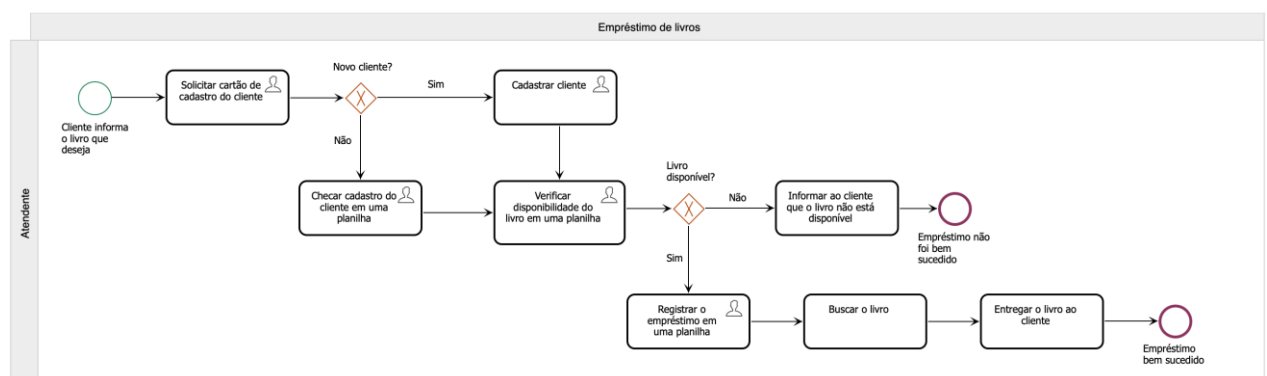 Empréstimo de livros
Atendente
Cliente informa
o livro que
deseja
Solicitar cartão de
cadastro do cliente
Novo cliente?
Sim
Não
Cadastrar cliente
Checar cadastro do
cliente em uma
planilha
Verificar
disponibilidade do
livro em uma planilha
Livro
disponível?
Não
Sim
Informar ao cliente
que o livro não está
disponível
Empréstimo não
foi bem
sucedido
Registrar o
empréstimo em
uma planilha
Buscar o livro
Entregar o livro ao
cliente
Empréstimo
bem sucedido